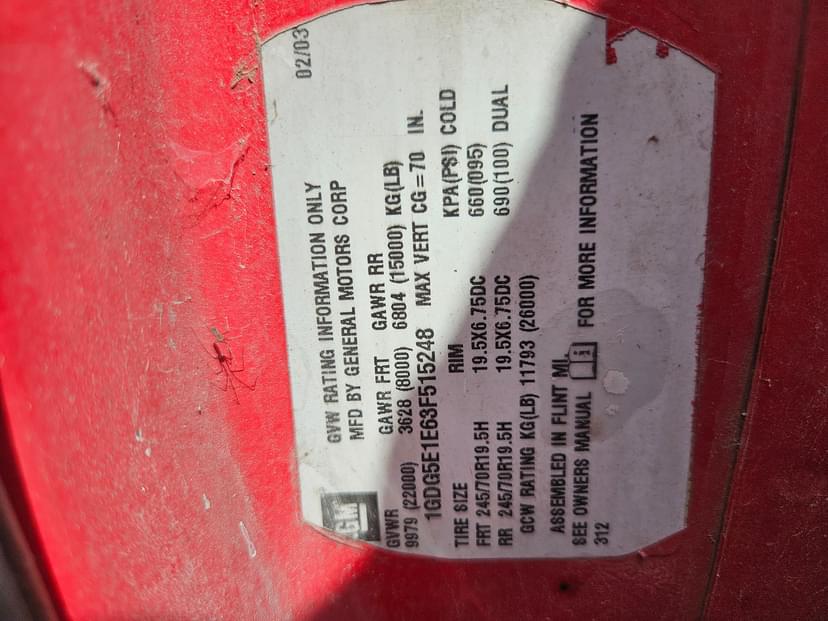 02/03
GVW RATING INFORMATION ONLY
MFD BY GENERAL MOTORS CORP
GM
GVWR GAWR FRT GAWR RR
9979 (22000) 3628 (8000) 6804 (15000) KG(LB)
1GDG5E1E63F515248 MAX VERT CG=70 IN.
TIRE SIZE RIM KPA(PSI) COLD
FRT 245/70R19.5H 19.5X6.75DC 660(095)
RR 245/70R19.5H 19.5X6.75DC 690(100) DUAL
GCW RATING KG(LB) 11793 (26000)
ASSEMBLED IN FLINT MI
SEE OWNERS MANUAL i FOR MORE INFORMATION
312